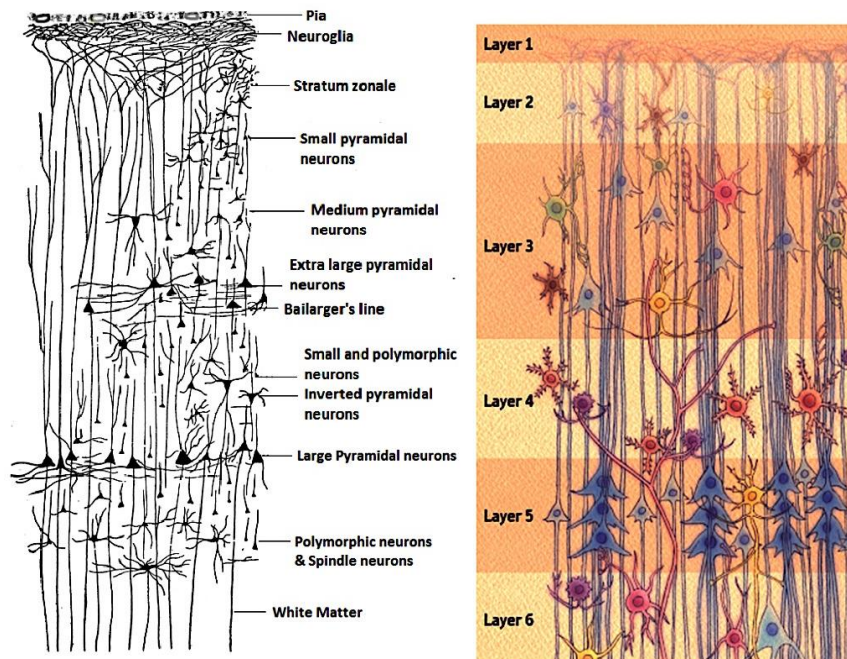 Pia
Neuroglia
Stratum zonale
Small pyramidal
neurons
Medium pyramidal
neurons
Extra large pyramidal
neurons
Bailarger's line
Small and polymorphic
neurons
Inverted pyramidal
neurons
Large Pyramidal neurons
Polymorphic neurons
& Spindle neurons
White Matter
Layer 1
Layer 2
Layer 3
Layer 4
Layer 5
Layer 6